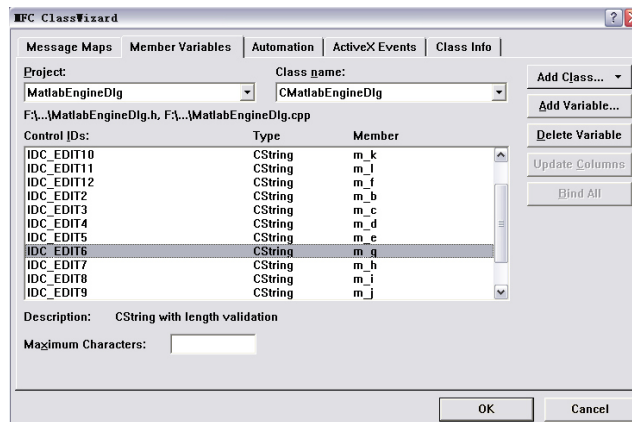 MFC ClassWizard
Message Maps Member Variables Automation ActiveX Events Class Info
Project: Class name:
MatlabEngineDlg CMatlabEngineDlg
Add Class...
Add Variable...
F:\...\MatlabEngineDlg.h, F:\...\MatlabEngineDlg.cpp
Control IDs: Type Member
Delete Variable
IDC_EDIT10 CString m_k
IDC_EDIT11 CString m_l
Update Columns
IDC_EDIT12 CString m_f
IDC_EDIT2 CString m_b
Bind All
IDC_EDIT3 CString m_c
IDC_EDIT4 CString m_d
IDC_EDIT5 CString m_e
IDC_EDIT6 CString m_g
IDC_EDIT7 CString m_h
IDC_EDIT8 CString m_i
IDC_EDIT9 CString m_j
Description: CString with length validation
Maximum Characters:
OK Cancel